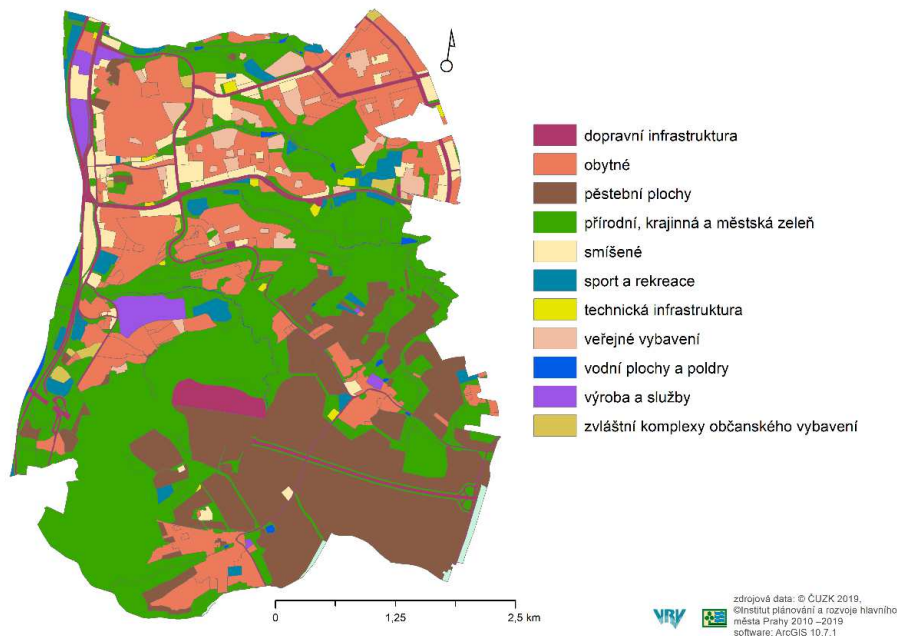 dopravní infrastruktura
obytné
pěstební plochy
přírodní, krajinná a městská zeleň
smíšené
sport a rekreace
technická infrastruktura
veřejné vybavení
vodní plochy a poldry
výroba a služby
zvláštní komplexy občanského vybavení
0 1,25 2,5 km
VRV
zdrojová data: © ČUZK 2019,
©Institut plánování a rozvoje hlavního
města Prahy 2010 –2019
software: ArcGIS 10.7.1